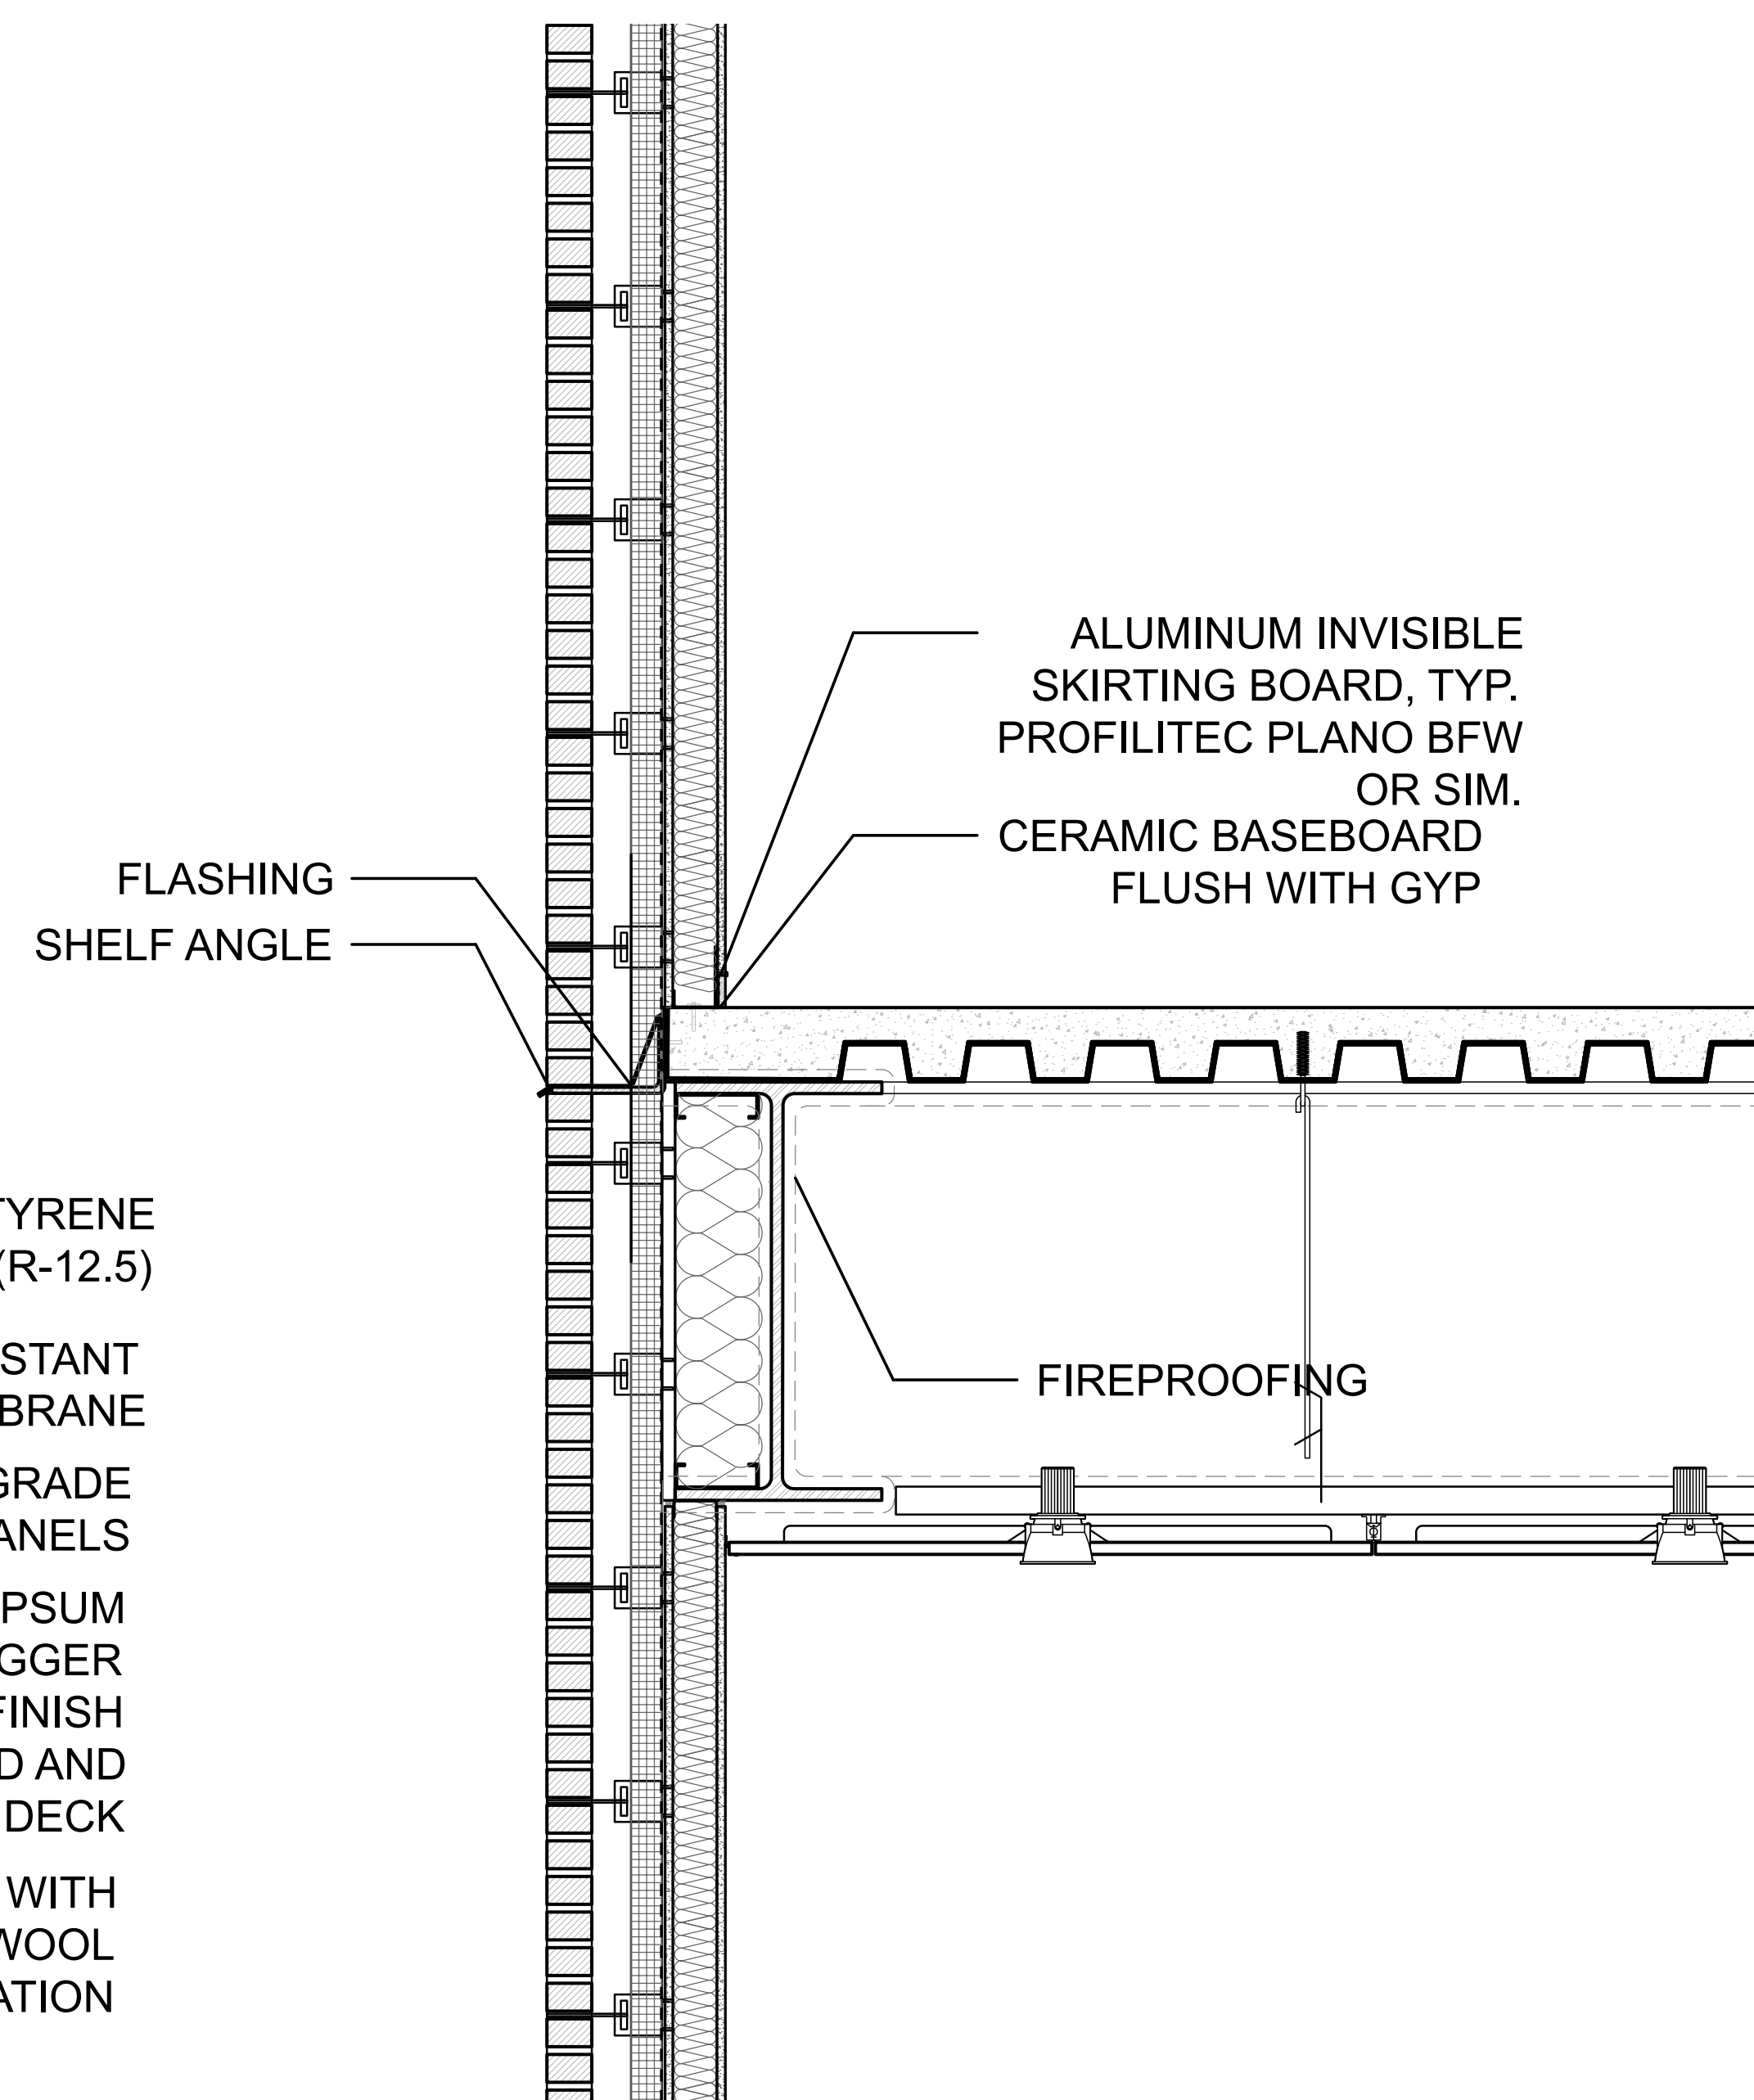 ALUMINUM INVISIBLE
SKIRTING BOARD, TYP.
PROFILITEC PLANO BFW
OR SIM.
CERAMIC BASEBOARD
FLUSH WITH GYP
FLASHING
SHELF ANGLE
TYRENE
(R-12.5)
STANT
BRANE
GRADE
ANELS
PSUM
GGER
FINISH
D AND
DECK
WITH
WOOL
ATION
FIREPROOFING